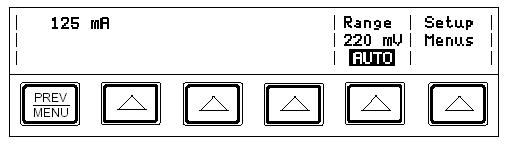 125 mA
Range
Setup
220 mV
Menus
AUTO
PREV
MENU